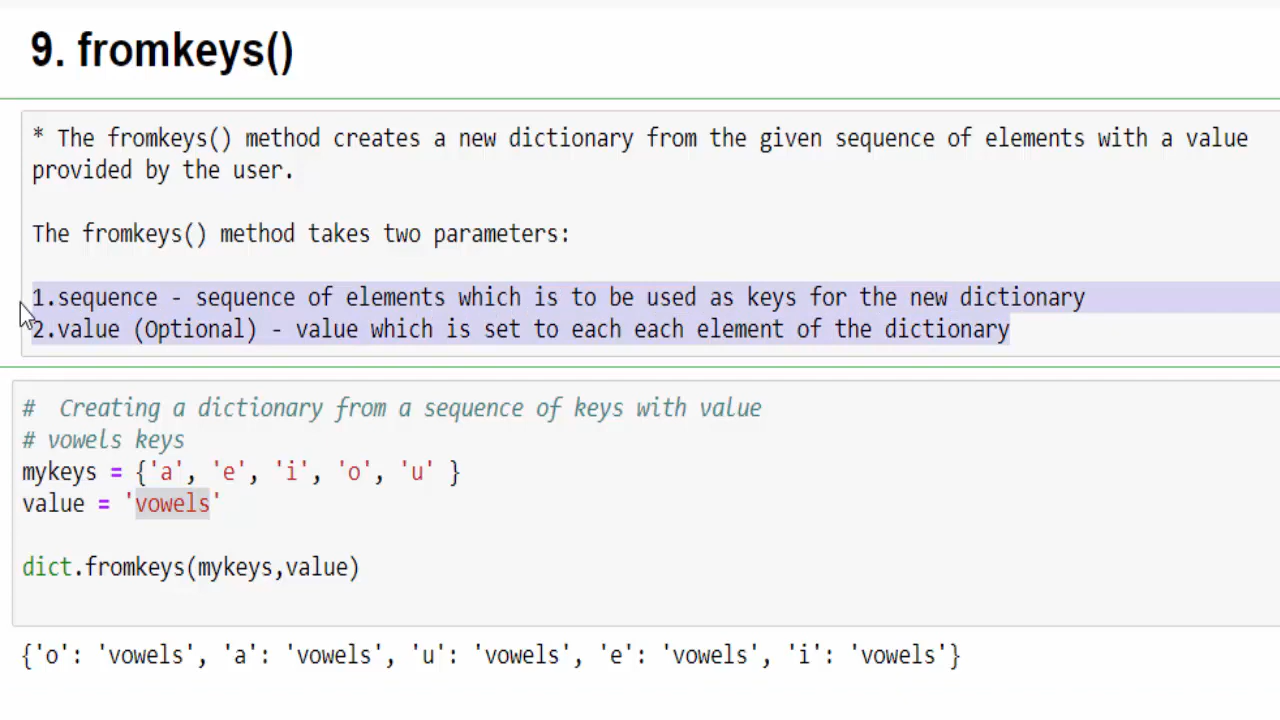 9. fromkeys()
* The fromkeys() method creates a new dictionary from the given sequence of elements with a value
provided by the user.
The fromkeys() method takes two parameters:
1.sequence - sequence of elements which is to be used as keys for the new dictionary
2.value (Optional) - value which is set to each each element of the dictionary
#  Creating a dictionary from a sequence of keys with value
# vowels keys
mykeys = {'a', 'e', 'i', 'o', 'u' }
value = 'vowels'
dict.fromkeys(mykeys,value)
{'o': 'vowels', 'a': 'vowels', 'u': 'vowels', 'e': 'vowels', 'i': 'vowels'}